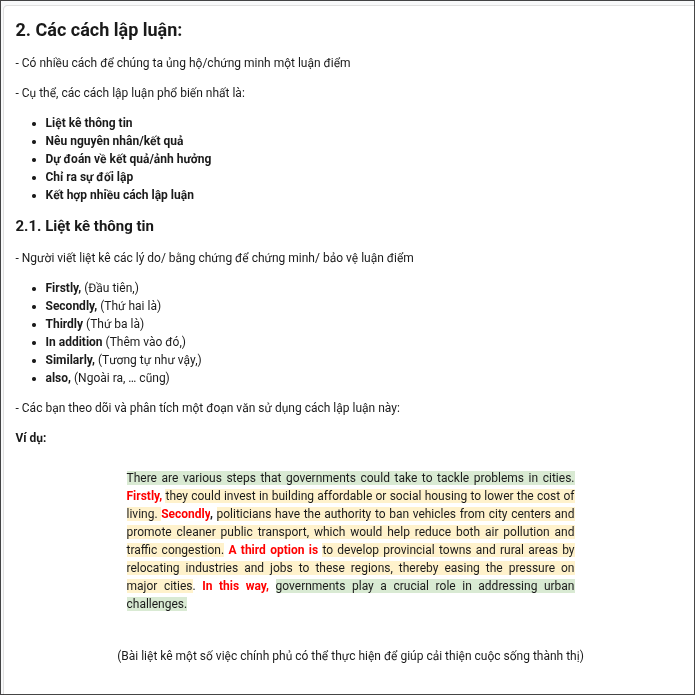 2. Các cách lập luận:
- Có nhiều cách để chúng ta ủng hộ/chứng minh một luận điểm
- Cụ thể, các cách lập luận phổ biến nhất là:
• Liệt kê thông tin
• Nêu nguyên nhân/kết quả
• Dự đoán về kết quả/ảnh hưởng
• Chỉ ra sự đối lập
• Kết hợp nhiều cách lập luận
2.1. Liệt kê thông tin
- Người viết liệt kê các lý do/ bằng chứng để chứng minh/ bảo vệ luận điểm
• Firstly, (Đầu tiên,)
• Secondly, (Thứ hai là)
• Thirdly (Thứ ba là)
• In addition (Thêm vào đó,)
• Similarly, (Tương tự như vậy,)
• also, (Ngoài ra, … cũng)
- Các bạn theo dõi và phân tích một đoạn văn sử dụng cách lập luận này:
Ví dụ:
There are various steps that governments could take to tackle problems in cities.
Firstly, they could invest in building affordable or social housing to lower the cost of
living. Secondly, politicians have the authority to ban vehicles from city centers and
promote cleaner public transport, which would help reduce both air pollution and
traffic congestion. A third option is to develop provincial towns and rural areas by
relocating industries and jobs to these regions, thereby easing the pressure on
major cities. In this way, governments play a crucial role in addressing urban
challenges.
(Bài liệt kê một số việc chính phủ có thể thực hiện để giúp cải thiện cuộc sống thành thị)